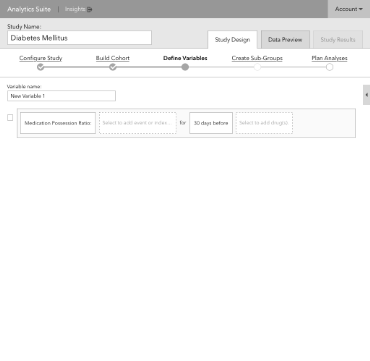 Analytics Suite | Insights
Account
Study Name:
Diabetes Mellitus
Study Design
Data Preview
Study Results
Configure Study
Build Cohort
Define Variables
Create Sub-Groups
Plan Analyses
Variable name:
New Variable 1
Medication Possession Ratio Select to add event or index... for 30 days before Select to add drug(s)